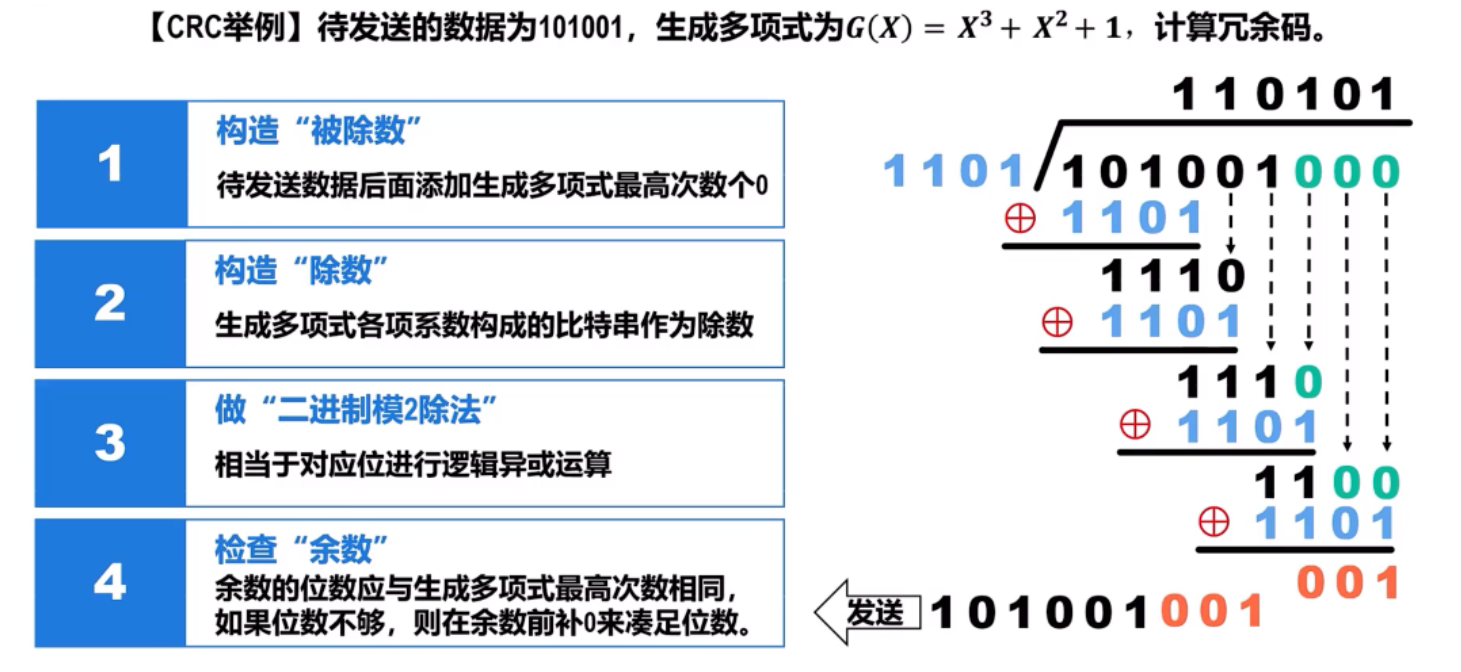 【CRC举例】待发送的数据为101001，生成多项式为G(X) = X³ + X² + 1，计算冗余码。
1
构造“被除数”
待发送数据后面添加生成多项式最高次数个0
2
构造“除数”
生成多项式各项系数构成的比特串作为除数
3
做“二进制模2除法”
相当于对应位进行逻辑异或运算
4
检查“余数”
余数的位数应与生成多项式最高次数相同，
如果位数不够，则在余数前补0来凑足位数。
110101
1101 101001000
⊕ 1101
1110
⊕ 1101
1110
⊕ 1101
1100
⊕ 1101
001
发送 101001001